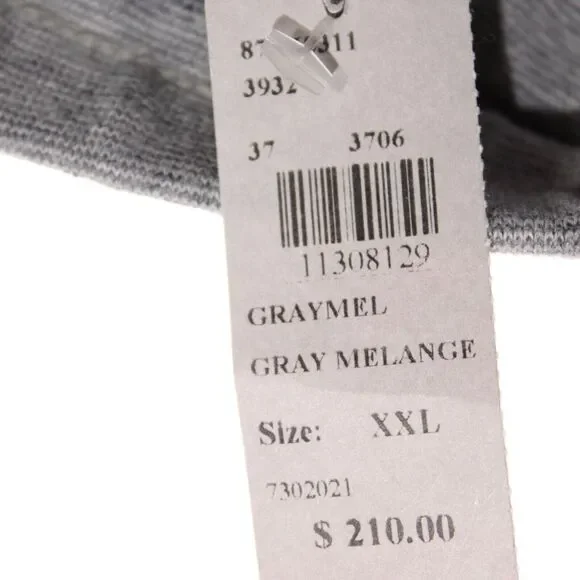 3932
37 3706
11308129
GRAYMEL
GRAY MELANGE
Size: XXL
7302021
$ 210.00